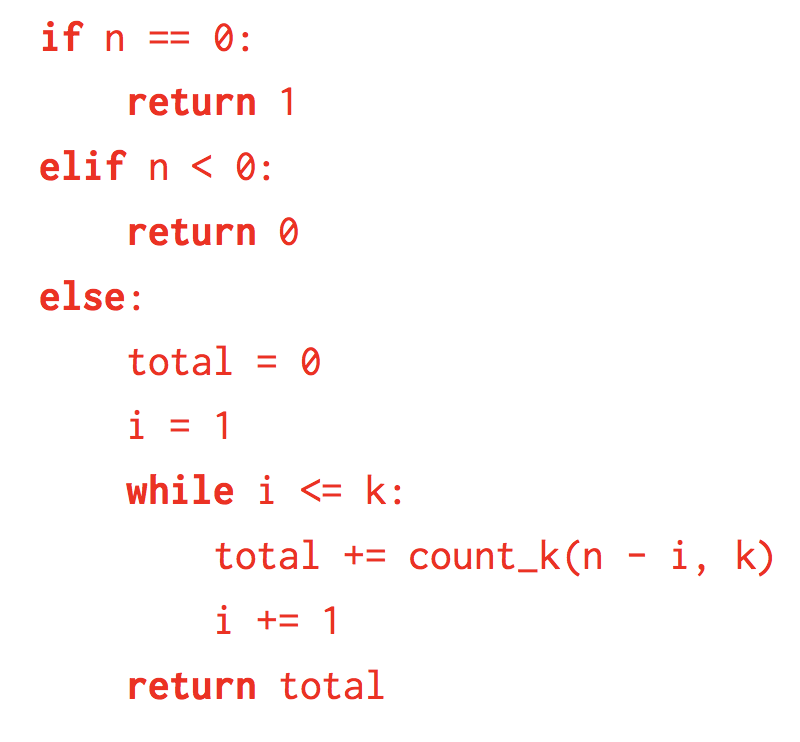 if n == 0:
    return 1
elif n < 0:
    return 0
else:
    total = 0
    i = 1
    while i <= k:
        total += count_k(n - i, k)
        i += 1
    return total